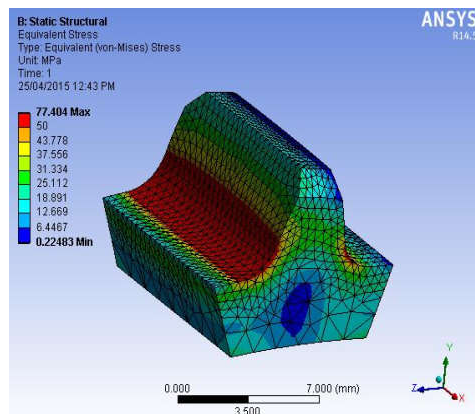 B: Static Structural
Equivalent Stress
Type: Equivalent (von-Mises) Stress
Unit: MPa
Time: 1
25/04/2015 12:43 PM
ANSYS
R14.5
77.404 Max
50
43.778
37.556
31.334
25.112
18.891
12.669
6.4467
0.22483 Min
Y
Z
X
0.000
7.000 (mm)
3.500